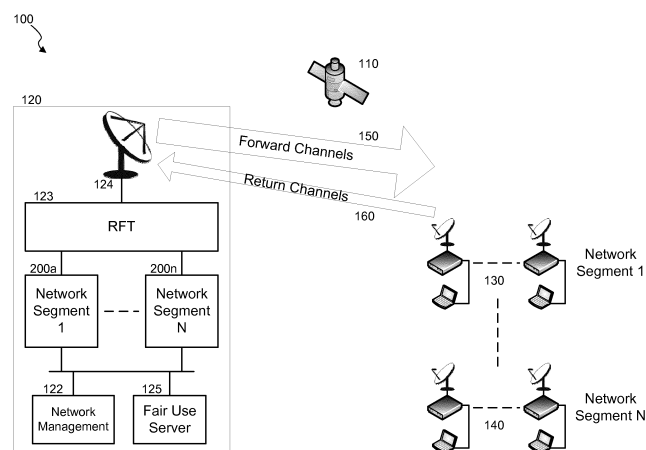 100
110
120
150
Forward Channels
124
Return Channels
123
160
RFT
200a
200n
Network
Segment
1
Network
Segment
N
130
Network
Segment 1
122
125
Network
Management
Fair Use
Server
140
Network
Segment N